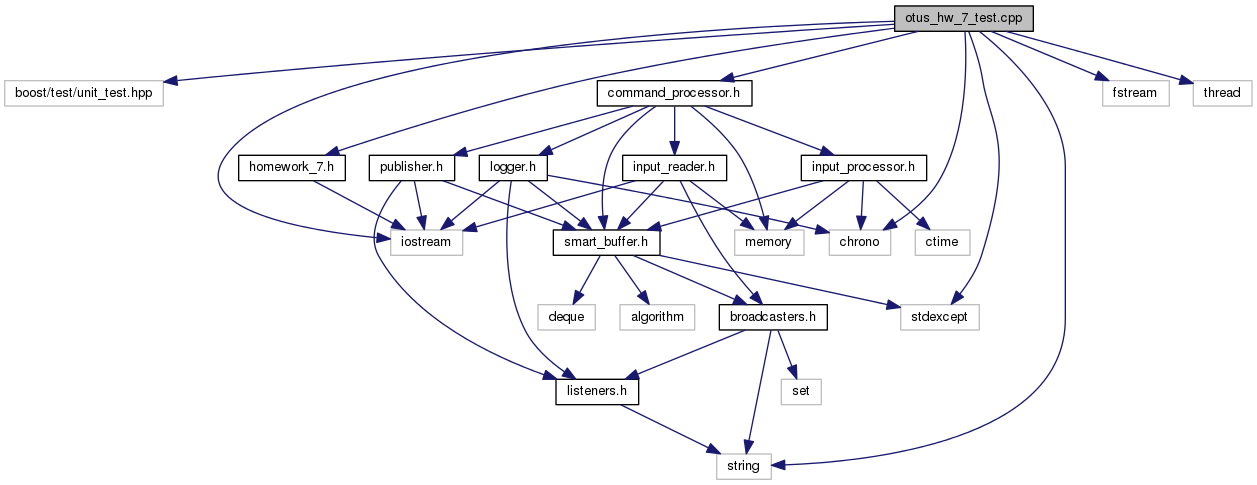 otus_hw_7_test.cpp
boost/test/unit_test.hpp
command_processor.h
fstream
thread
homework_7.h
publisher.h
logger.h
input_reader.h
input_processor.h
iostream
smart_buffer.h
memory
chrono
ctime
deque
algorithm
broadcasters.h
stdexcept
listeners.h
set
string